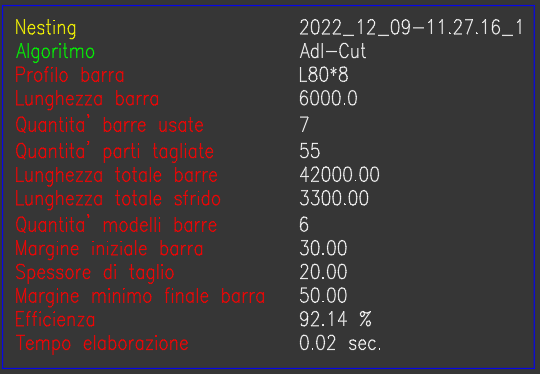 Nesting 2022_12_09-11.27.16_1
Algoritmo Adl-Cut
Profilo barra L80*8
Lunghezza barra 6000.0
Quantita' barre usate 7
Quantita' parti tagliate 55
Lunghezza totale barre 42000.00
Lunghezza totale sfrido 3300.00
Quantita' modelli barre 6
Margine iniziale barra 30.00
Spessore di taglio 20.00
Margine minimo finale barra 50.00
Efficienza 92.14 %
Tempo elaborazione 0.02 sec.